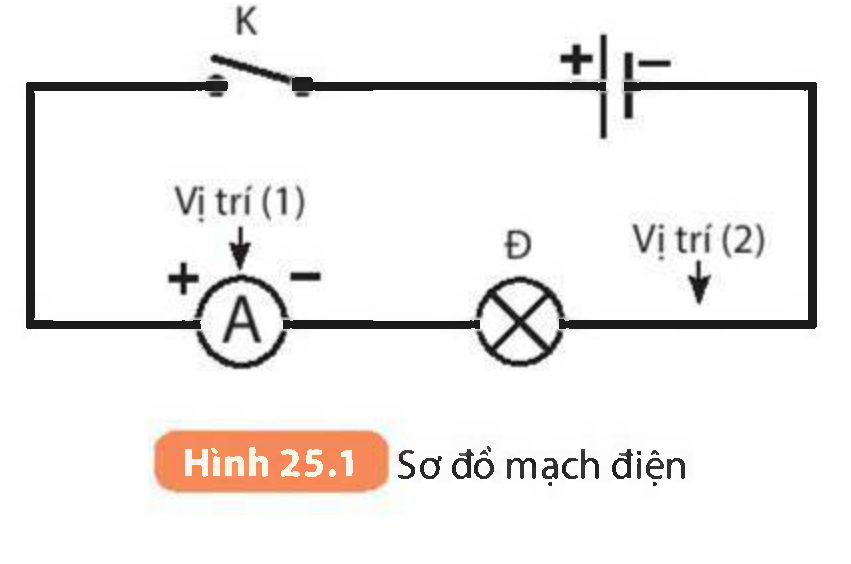 K
+ −
Vị trí (1)
Đ
Vị trí (2)
+ −
A
Hình 25.1 Sơ đồ mạch điện